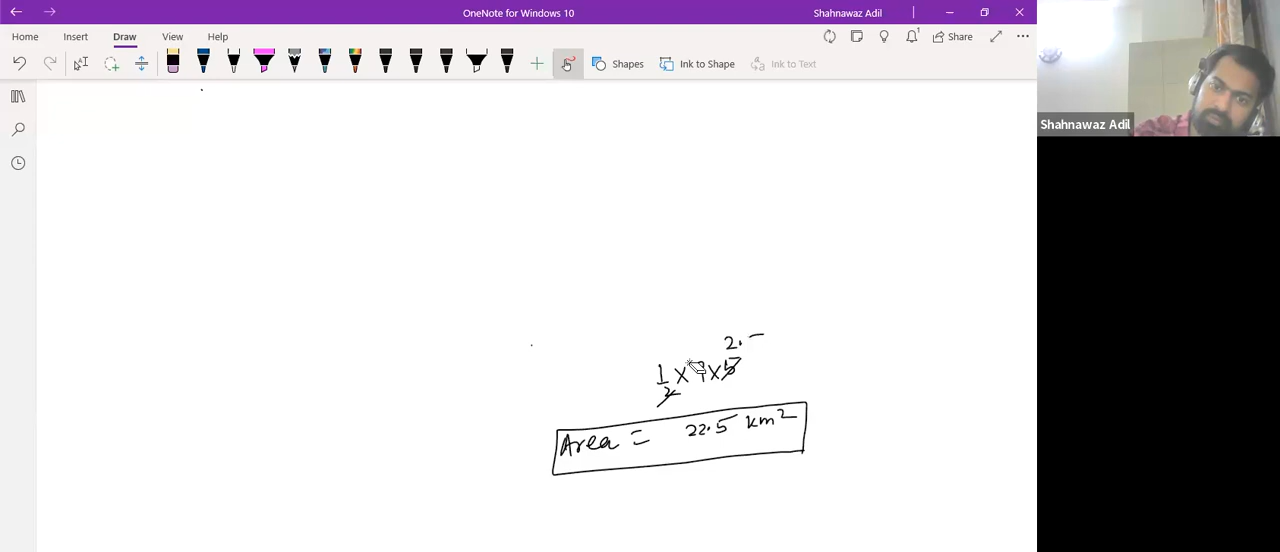 OneNote for Windows 10
Shahnawaz Adil
Home Insert Draw View Help
Share
Shapes Ink to Shape Ink to Text
Shahnawaz Adil
2.
1/2 x 9 x 5
Area = 22.5 km²